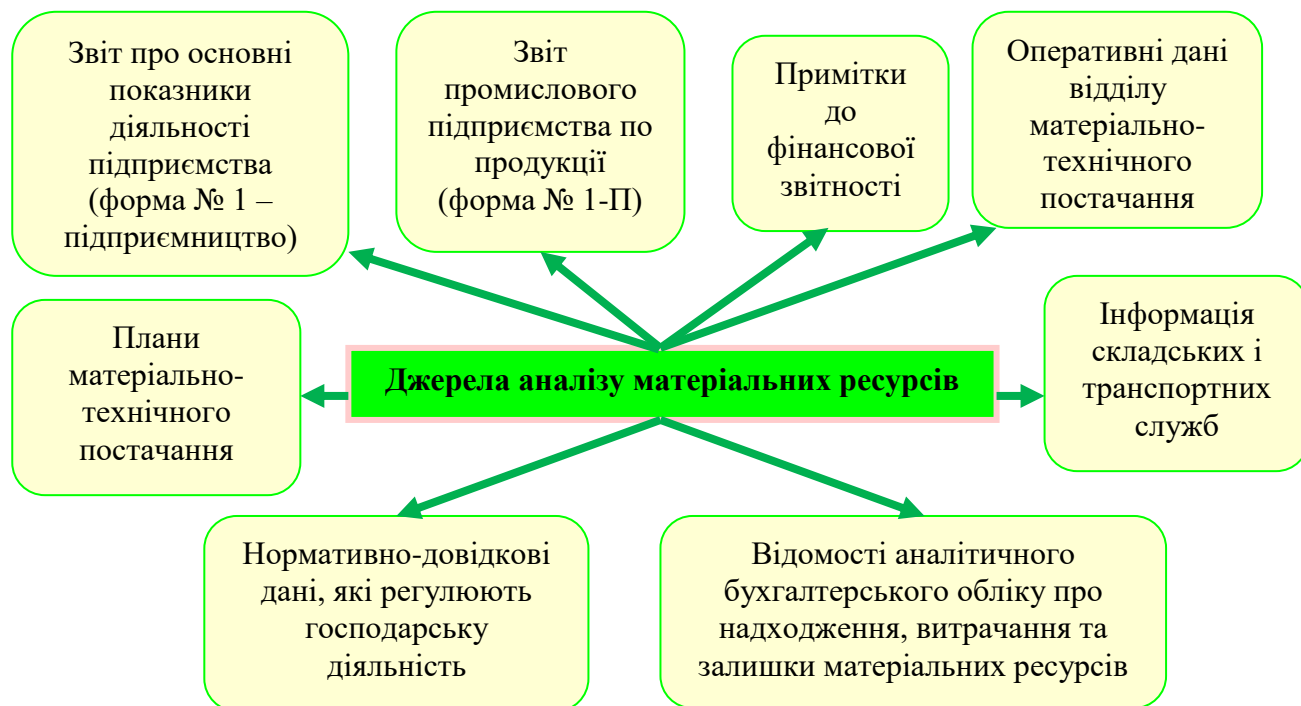 Звіт про основні
показники
діяльності
підприємства
(форма № 1 –
підприємництво)
Звіт
промислового
підприємства по
продукції
(форма № 1-П)
Примітки
до
фінансової
звітності
Оперативні дані
відділу
матеріально-
технічного
постачання
Плани
матеріально-
технічного
постачання
Джерела аналізу матеріальних ресурсів
Інформація
складських і
транспортних
служб
Нормативно-довідкові
дані, які регулюють
господарську
діяльність
Відомості аналітичного
бухгалтерського обліку про
надходження, витрачання та
залишки матеріальних ресурсів